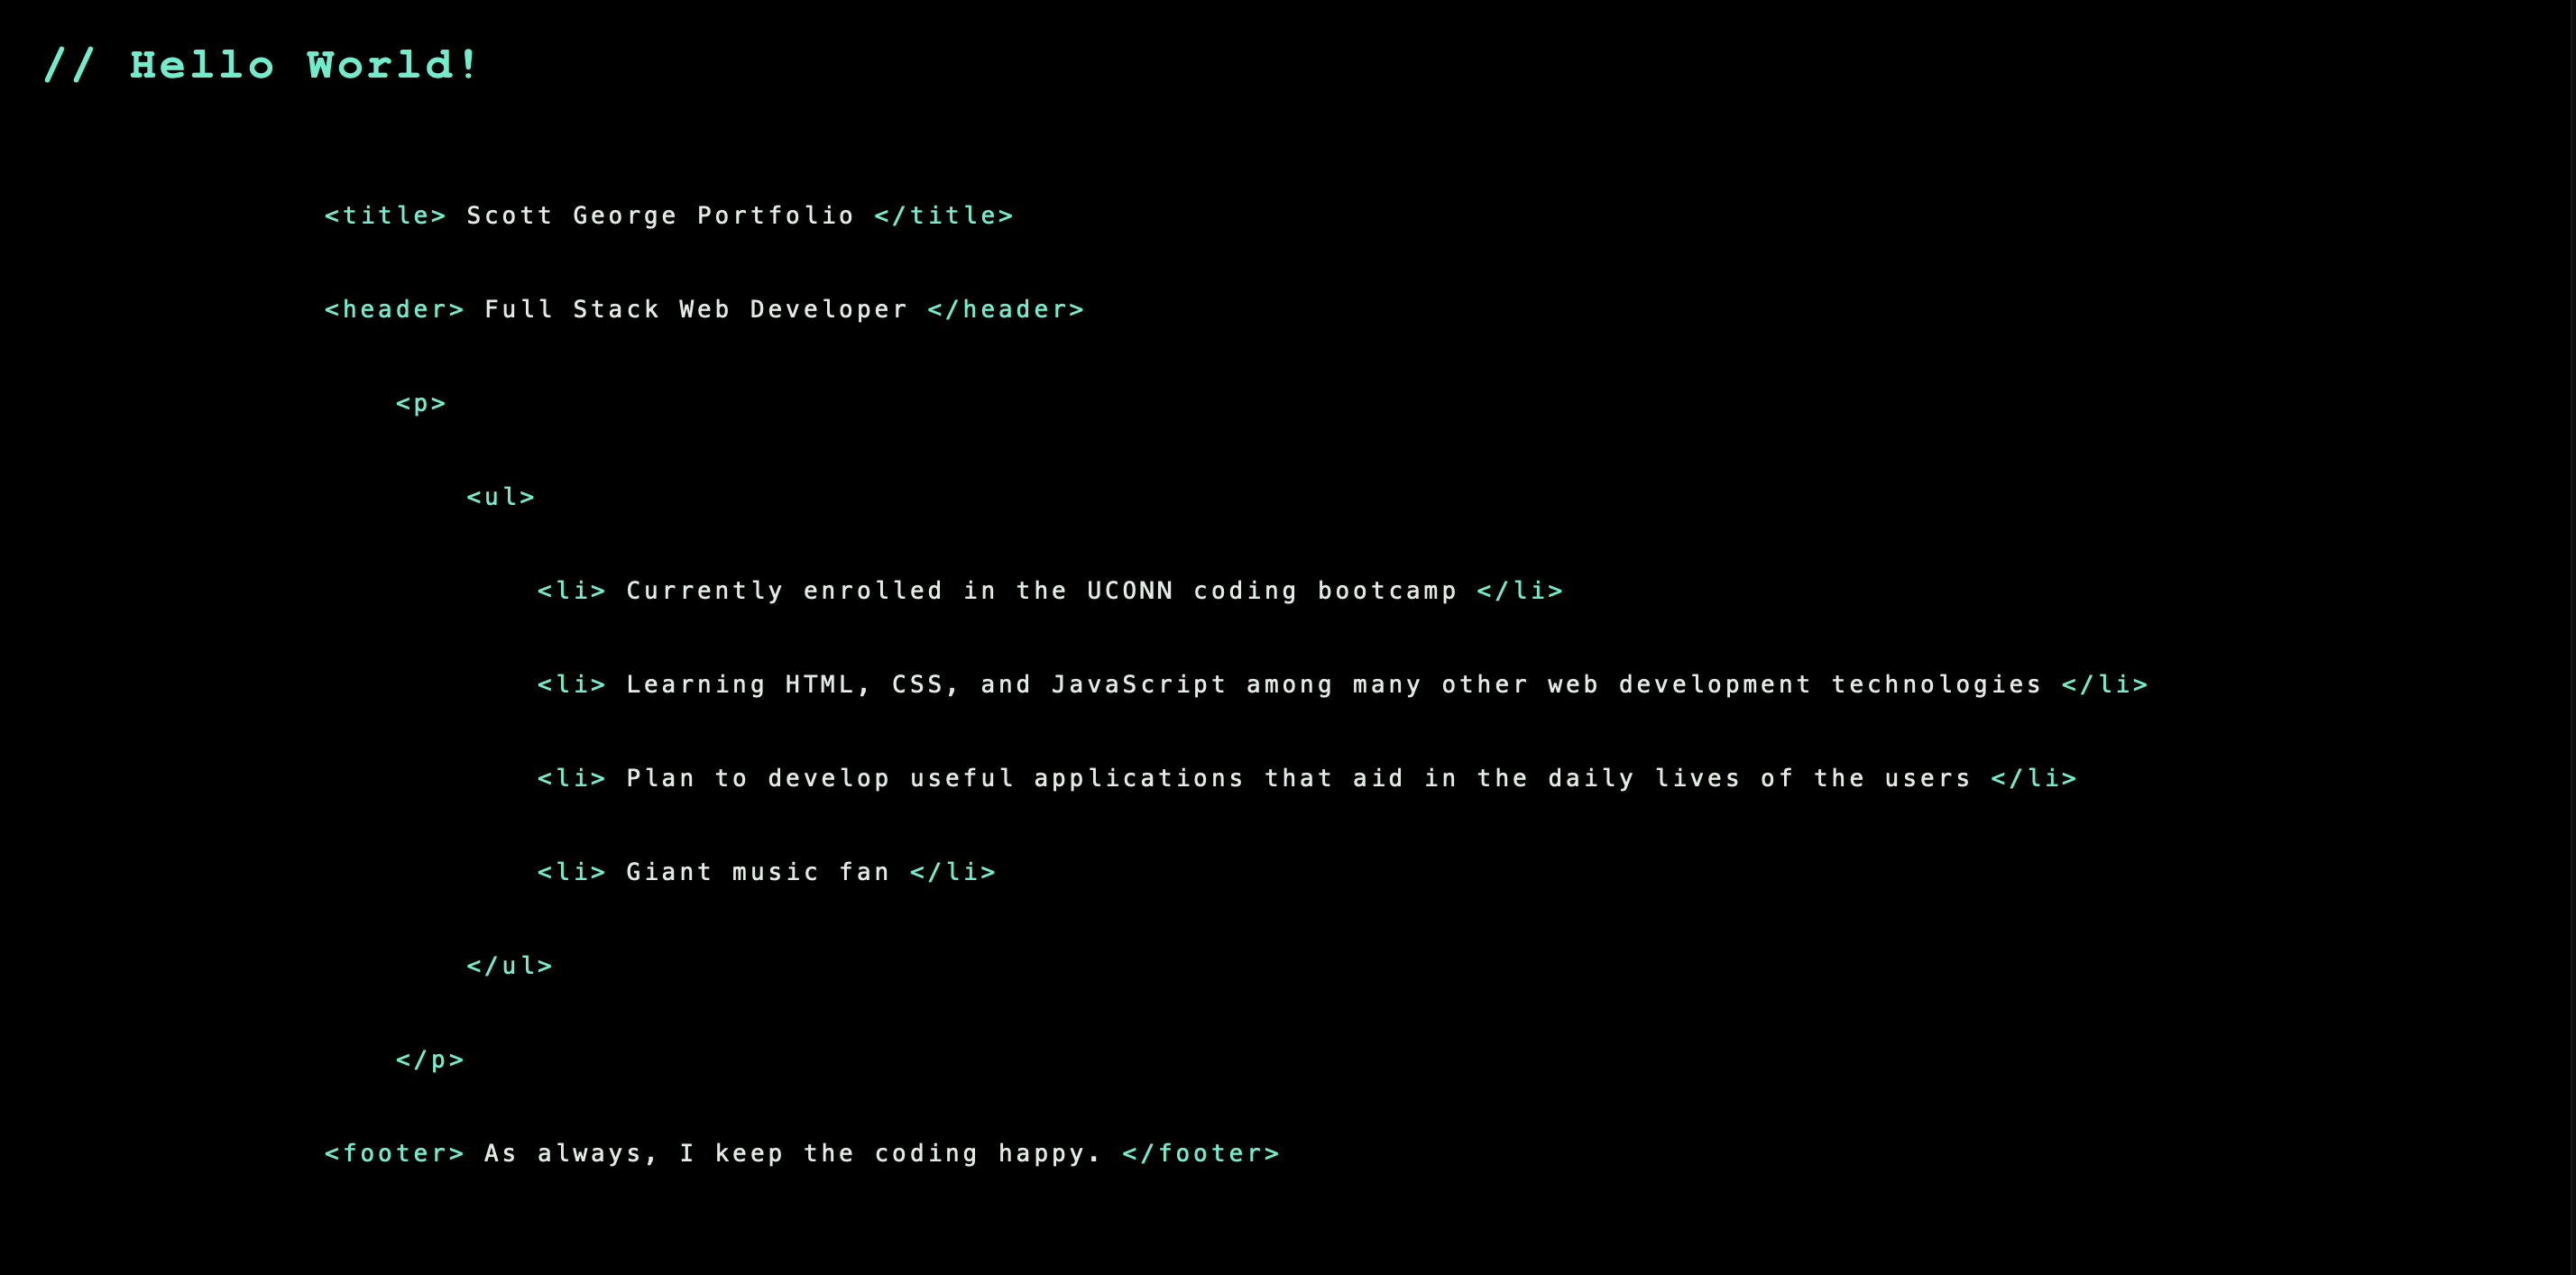 // Hello World!
<title> Scott George Portfolio </title>
<header> Full Stack Web Developer </header>
<p>
<ul>
<li> Currently enrolled in the UCONN coding bootcamp </li>
<li> Learning HTML, CSS, and JavaScript among many other web development technologies </li>
<li> Plan to develop useful applications that aid in the daily lives of the users </li>
<li> Giant music fan </li>
</ul>
</p>
<footer> As always, I keep the coding happy. </footer>